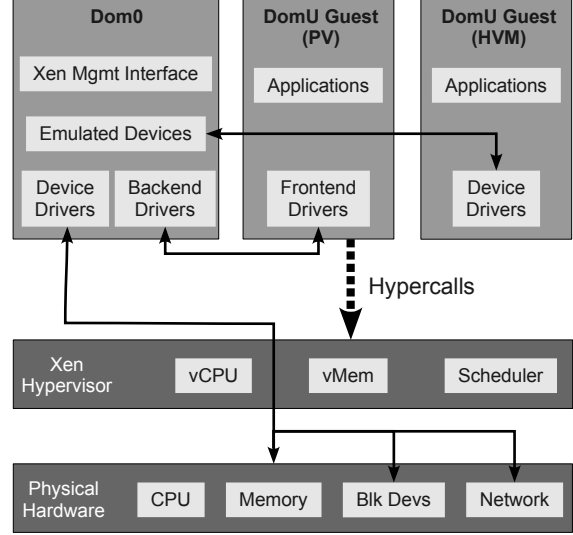 Dom0
Xen Mgmt Interface
Emulated Devices
Device
Drivers
Backend
Drivers
DomU Guest
(PV)
Applications
Frontend
Drivers
DomU Guest
(HVM)
Applications
Device
Drivers
Hypercalls
Xen
Hypervisor
vCPU
vMem
Scheduler
Physical
Hardware
CPU
Memory
Blk Devs
Network